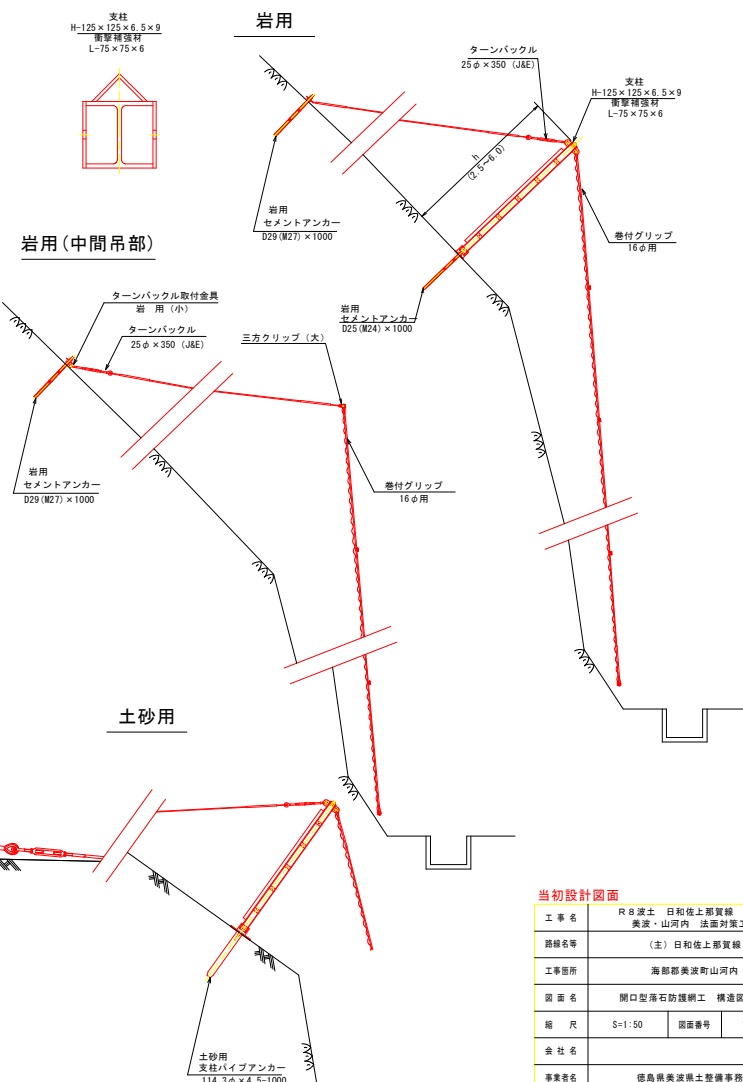 支柱
H-125×125×6.5×9
衝撃補強材
L-75×75×6
岩用
ターンバックル
25φ×350 (J&E)
支柱
H-125×125×6.5×9
衝撃補強材
L-75×75×6
h
(2.5~6.0)
岩用
セメントアンカー
D29(M27)×1000
巻付グリップ
16φ用
岩用
セメントアンカー
D25(M24)×1000
岩用(中間吊部)
ターンバックル取付金具
岩 用 (小)
ターンバックル
25φ×350 (J&E)
三方クリップ (大)
岩用
セメントアンカー
D29(M27)×1000
巻付グリップ
16φ用
土砂用
土砂用
支柱パイプアンカー
114.3φ×4.5-1000
当初設計図面
工 事 名 R8波土 日和佐上那賀線
美波・山河内 法面対策工
路線名等 (主) 日和佐上那賀線
工事箇所 海部郡美波町山河内
図 面 名 開口型落石防護網工 構造図
縮 尺 S=1:50 図面番号
会 社 名
事業者名 徳島県美波県土整備事務